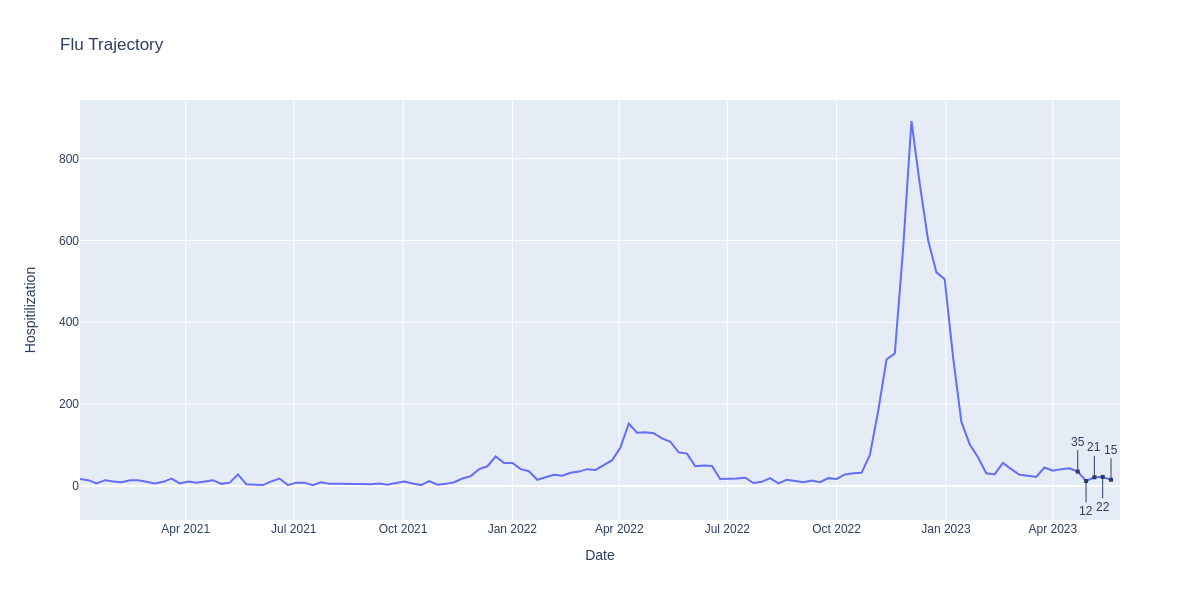 Flu Trajectory
800
600
400
200
0
Hospitilization
35
21
15
12
22
Apr 2021
Jul 2021
Oct 2021
Jan 2022
Apr 2022
Jul 2022
Oct 2022
Jan 2023
Apr 2023
Date